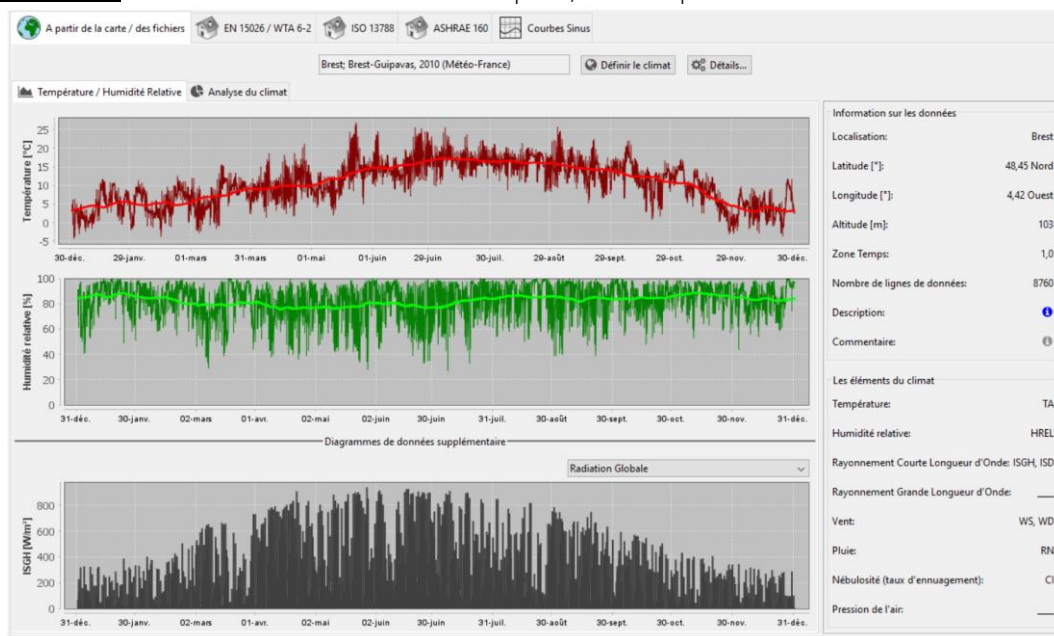 A partir de la carte / des fichiers EN 15026 / WTA 6-2 ISO 13788 ASHRAE 160 Courbes Sinus
Brest; Brest-Guipavas, 2010 (Météo-France) Définir le climat Détails...
Température / Humidité Relative Analyse du climat
Température [°C]
25
20
15
10
5
0
-5
30-déc. 29-janv. 01-mars 31-mars 01-mai 01-juin 29-juin 30-juil. 29-août 29-sept. 29-oct. 29-nov. 30-déc.
Humidité relative [%]
100
80
60
40
20
0
31-déc. 30-janv. 02-mars 01-avr. 02-mai 02-juin 30-juin 31-juil. 30-août 30-sept. 30-oct. 30-nov. 31-déc.
Diagrammes de données supplémentaire
Radiation Globale
ISGH [W/m²]
800
600
400
200
0
31-déc. 30-janv. 02-mars 01-avr. 02-mai 02-juin 30-juin 31-juil. 30-août 30-sept. 30-oct. 30-nov. 31-déc.
Information sur les données
Localisation: Brest
Latitude [°]: 48,45 Nord
Longitude [°]: 4,42 Ouest
Altitude [m]: 103
Zone Temps: 1,0
Nombre de lignes de données: 8760
Description:
Commentaire:
Les éléments du climat
Température: TA
Humidité relative: HREL
Rayonnement Courte Longueur d'Onde: ISGH, ISD
Rayonnement Grande Longueur d'Onde: __
Vent: WS, WD
Pluie: RN
Nébulosité (taux d'ennuagement): CI
Pression de l'air: __